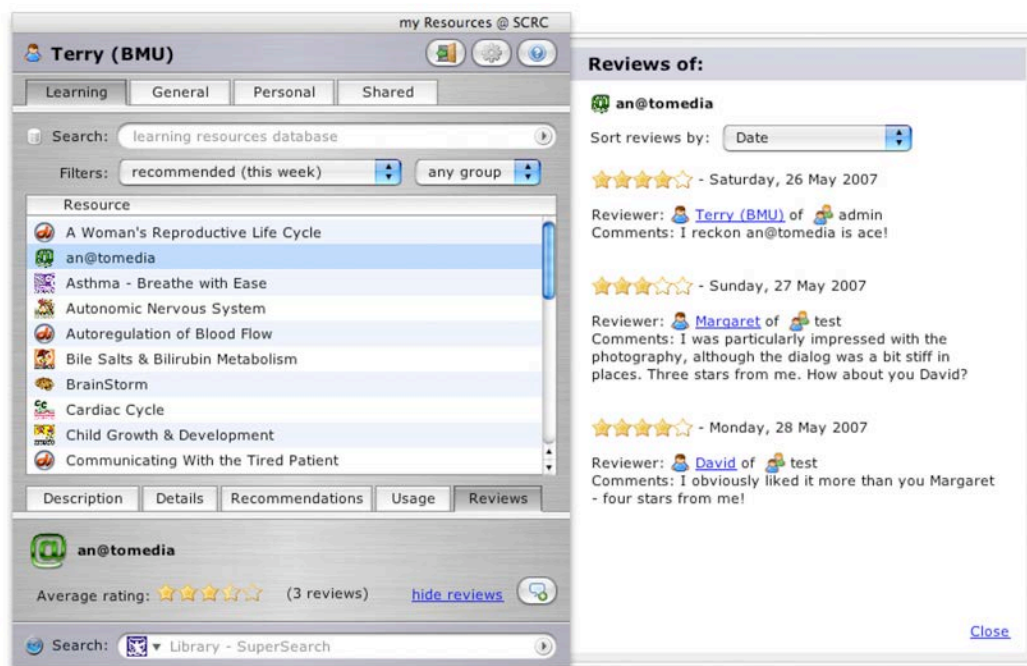 my Resources @ SCRC
Terry (BMU)
Learning General Personal Shared
Search: learning resources database
Filters: recommended (this week) any group
Resource
A Woman's Reproductive Life Cycle
an@tomedia
Asthma - Breathe with Ease
Autonomic Nervous System
Autoregulation of Blood Flow
Bile Salts & Bilirubin Metabolism
BrainStorm
Cardiac Cycle
Child Growth & Development
Communicating With the Tired Patient
Description Details Recommendations Usage Reviews
an@tomedia
Average rating: (3 reviews) hide reviews
Search: Library - SuperSearch
Reviews of:
an@tomedia
Sort reviews by: Date
- Saturday, 26 May 2007
Reviewer: Terry (BMU) of admin
Comments: I reckon an@tomedia is ace!
- Sunday, 27 May 2007
Reviewer: Margaret of test
Comments: I was particularly impressed with the
photography, although the dialog was a bit stiff in
places. Three stars from me. How about you David?
- Monday, 28 May 2007
Reviewer: David of test
Comments: I obviously liked it more than you Margaret
- four stars from me!
Close